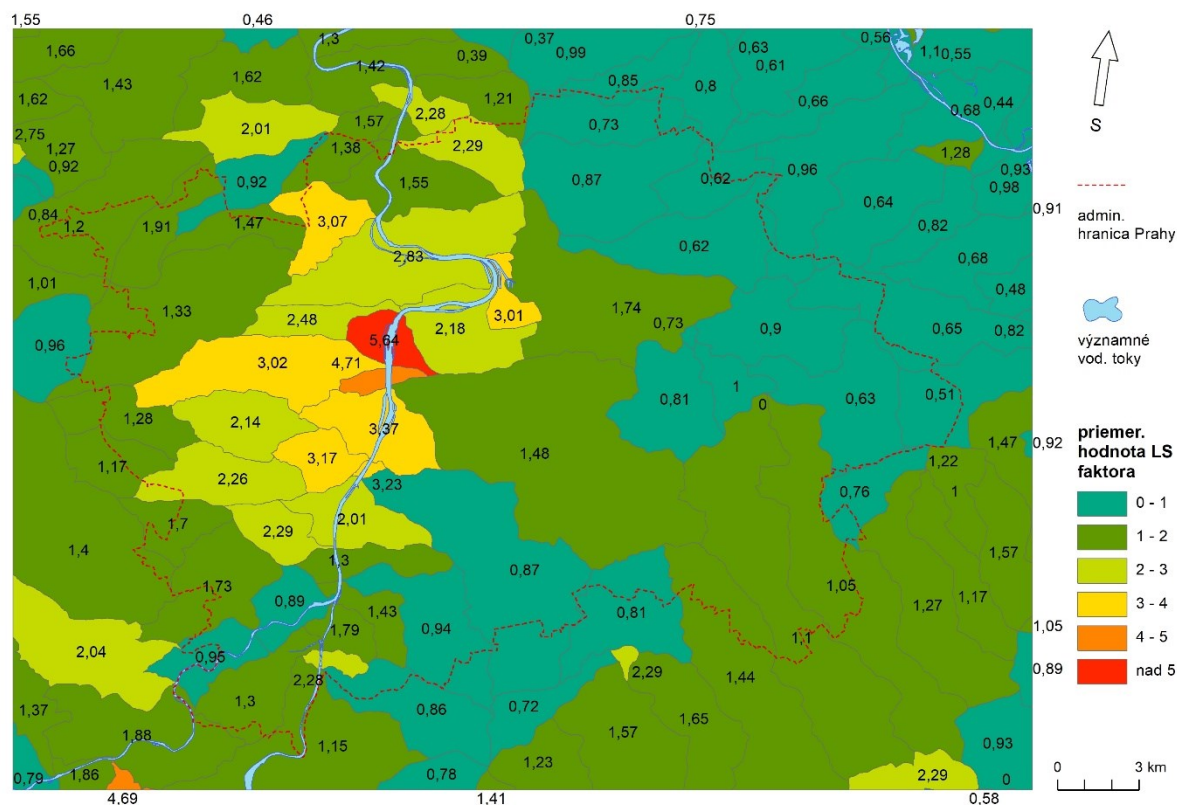 1,55 0,46 0,75
1,66 1,3 0,37 0,99 0,63 0,56 1,1 0,55
1,43 1,62 1,42 0,39 0,85 0,8 0,61
1,62 1,21 0,66 0,68 0,44
2,75 2,01 1,57 2,28 0,73
1,27 1,38 2,29 1,28
0,92 0,92 1,55 0,87 0,62 0,96 0,93
0,98
0,84 1,2 1,91 1,47 3,07 0,64 0,82 0,91
2,83 0,62 0,68
1,01 1,33 1,74 0,48
2,48 2,18 3,01 0,73 0,9 0,65 0,82
0,96 3,02 4,71 5,64
0,81 1 0 0,63 0,51
1,28 2,14 3,37
1,17 3,17 1,48 1,47 0,92
2,26 3,23 1,22
0,76 1
1,7 2,29 2,01
1,4 1,3 1,57
1,73 0,89 0,87 1,05 1,27 1,17
1,43 0,81
1,79 0,94 1,1 1,05
2,04 0,95
2,28 2,29 1,44 0,89
1,37 1,3 0,86 0,72 1,65
1,88 1,15 1,57 0,93
0,79 1,86 0,78 1,23 2,29 0
4,69 1,41 0,58
S
admin.
hranica Prahy
významné
vod. toky
priemer.
hodnota LS
faktora
0 - 1
1 - 2
2 - 3
3 - 4
4 - 5
nad 5
0 3 km